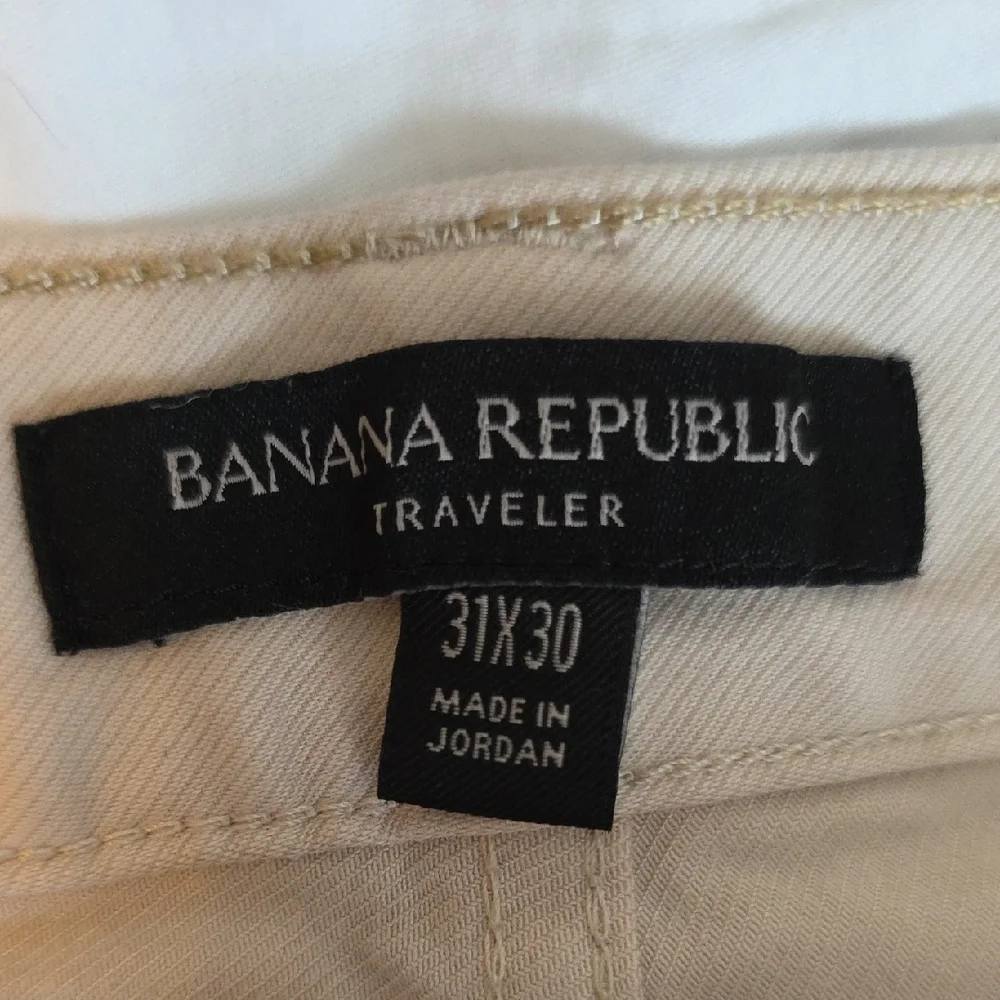 BANANA REPUBLIC
TRAVELER
31X30
MADE IN
JORDAN